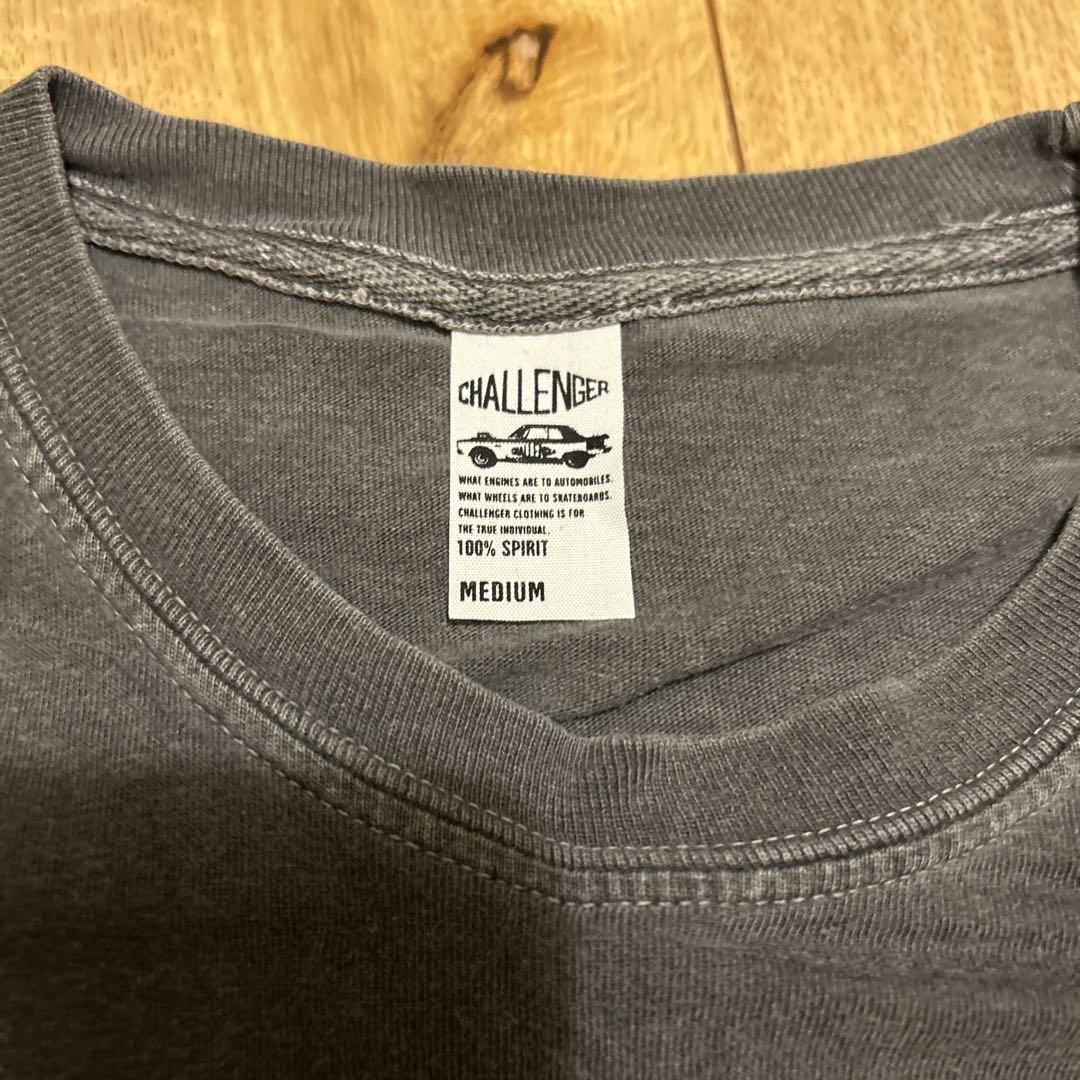 CHALLENGER
WHAT ENGINES ARE TO AUTOMOBILES.
WHAT WHEELS ARE TO SKATEBOARDS.
CHALLENGER CLOTHING IS FOR
THE TRUE INDIVIDUAL.
100% SPIRIT
MEDIUM